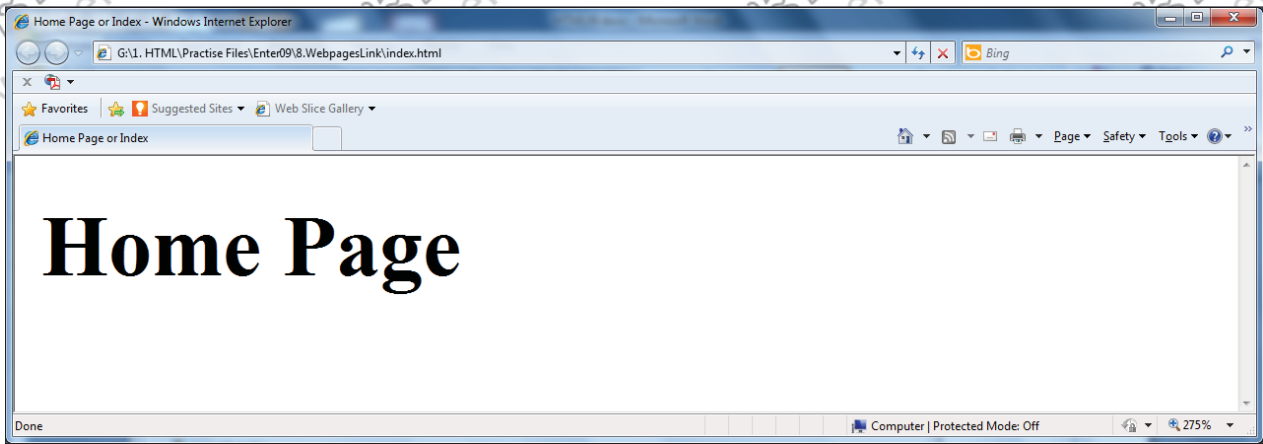 Home Page or Index - Windows Internet Explorer
G:\1. HTML\Practise Files\Enter09\8.WebpagesLink\index.html
Bing
x
Favorites Suggested Sites Web Slice Gallery
Home Page or Index
Page Safety Tools »
Home Page
Done
Computer | Protected Mode: Off
275%